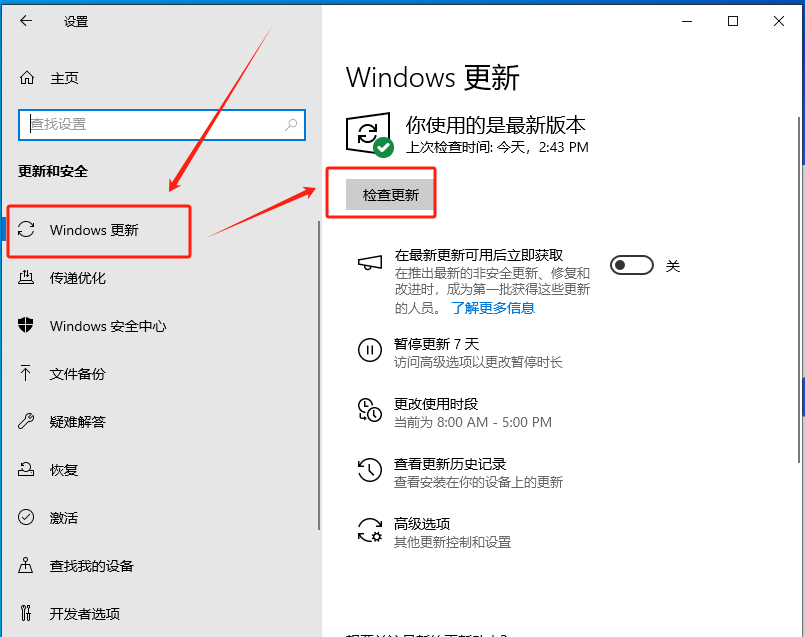 设置
主页
查找设置
更新和安全
Windows 更新
传递优化
Windows 安全中心
文件备份
疑难解答
恢复
激活
查找我的设备
开发者选项
Windows 更新
你使用的是最新版本
上次检查时间: 今天，2:43 PM
检查更新
在最新更新可用后立即获取
在推出最新的非安全更新、修复和
改进时，成为第一批获得这些更新
的人员。 了解更多信息
关
暂停更新 7 天
访问高级选项以更改暂停时长
更改使用时段
当前为 8:00 AM - 5:00 PM
查看更新历史记录
查看安装在你的设备上的更新
高级选项
其他更新控制和设置